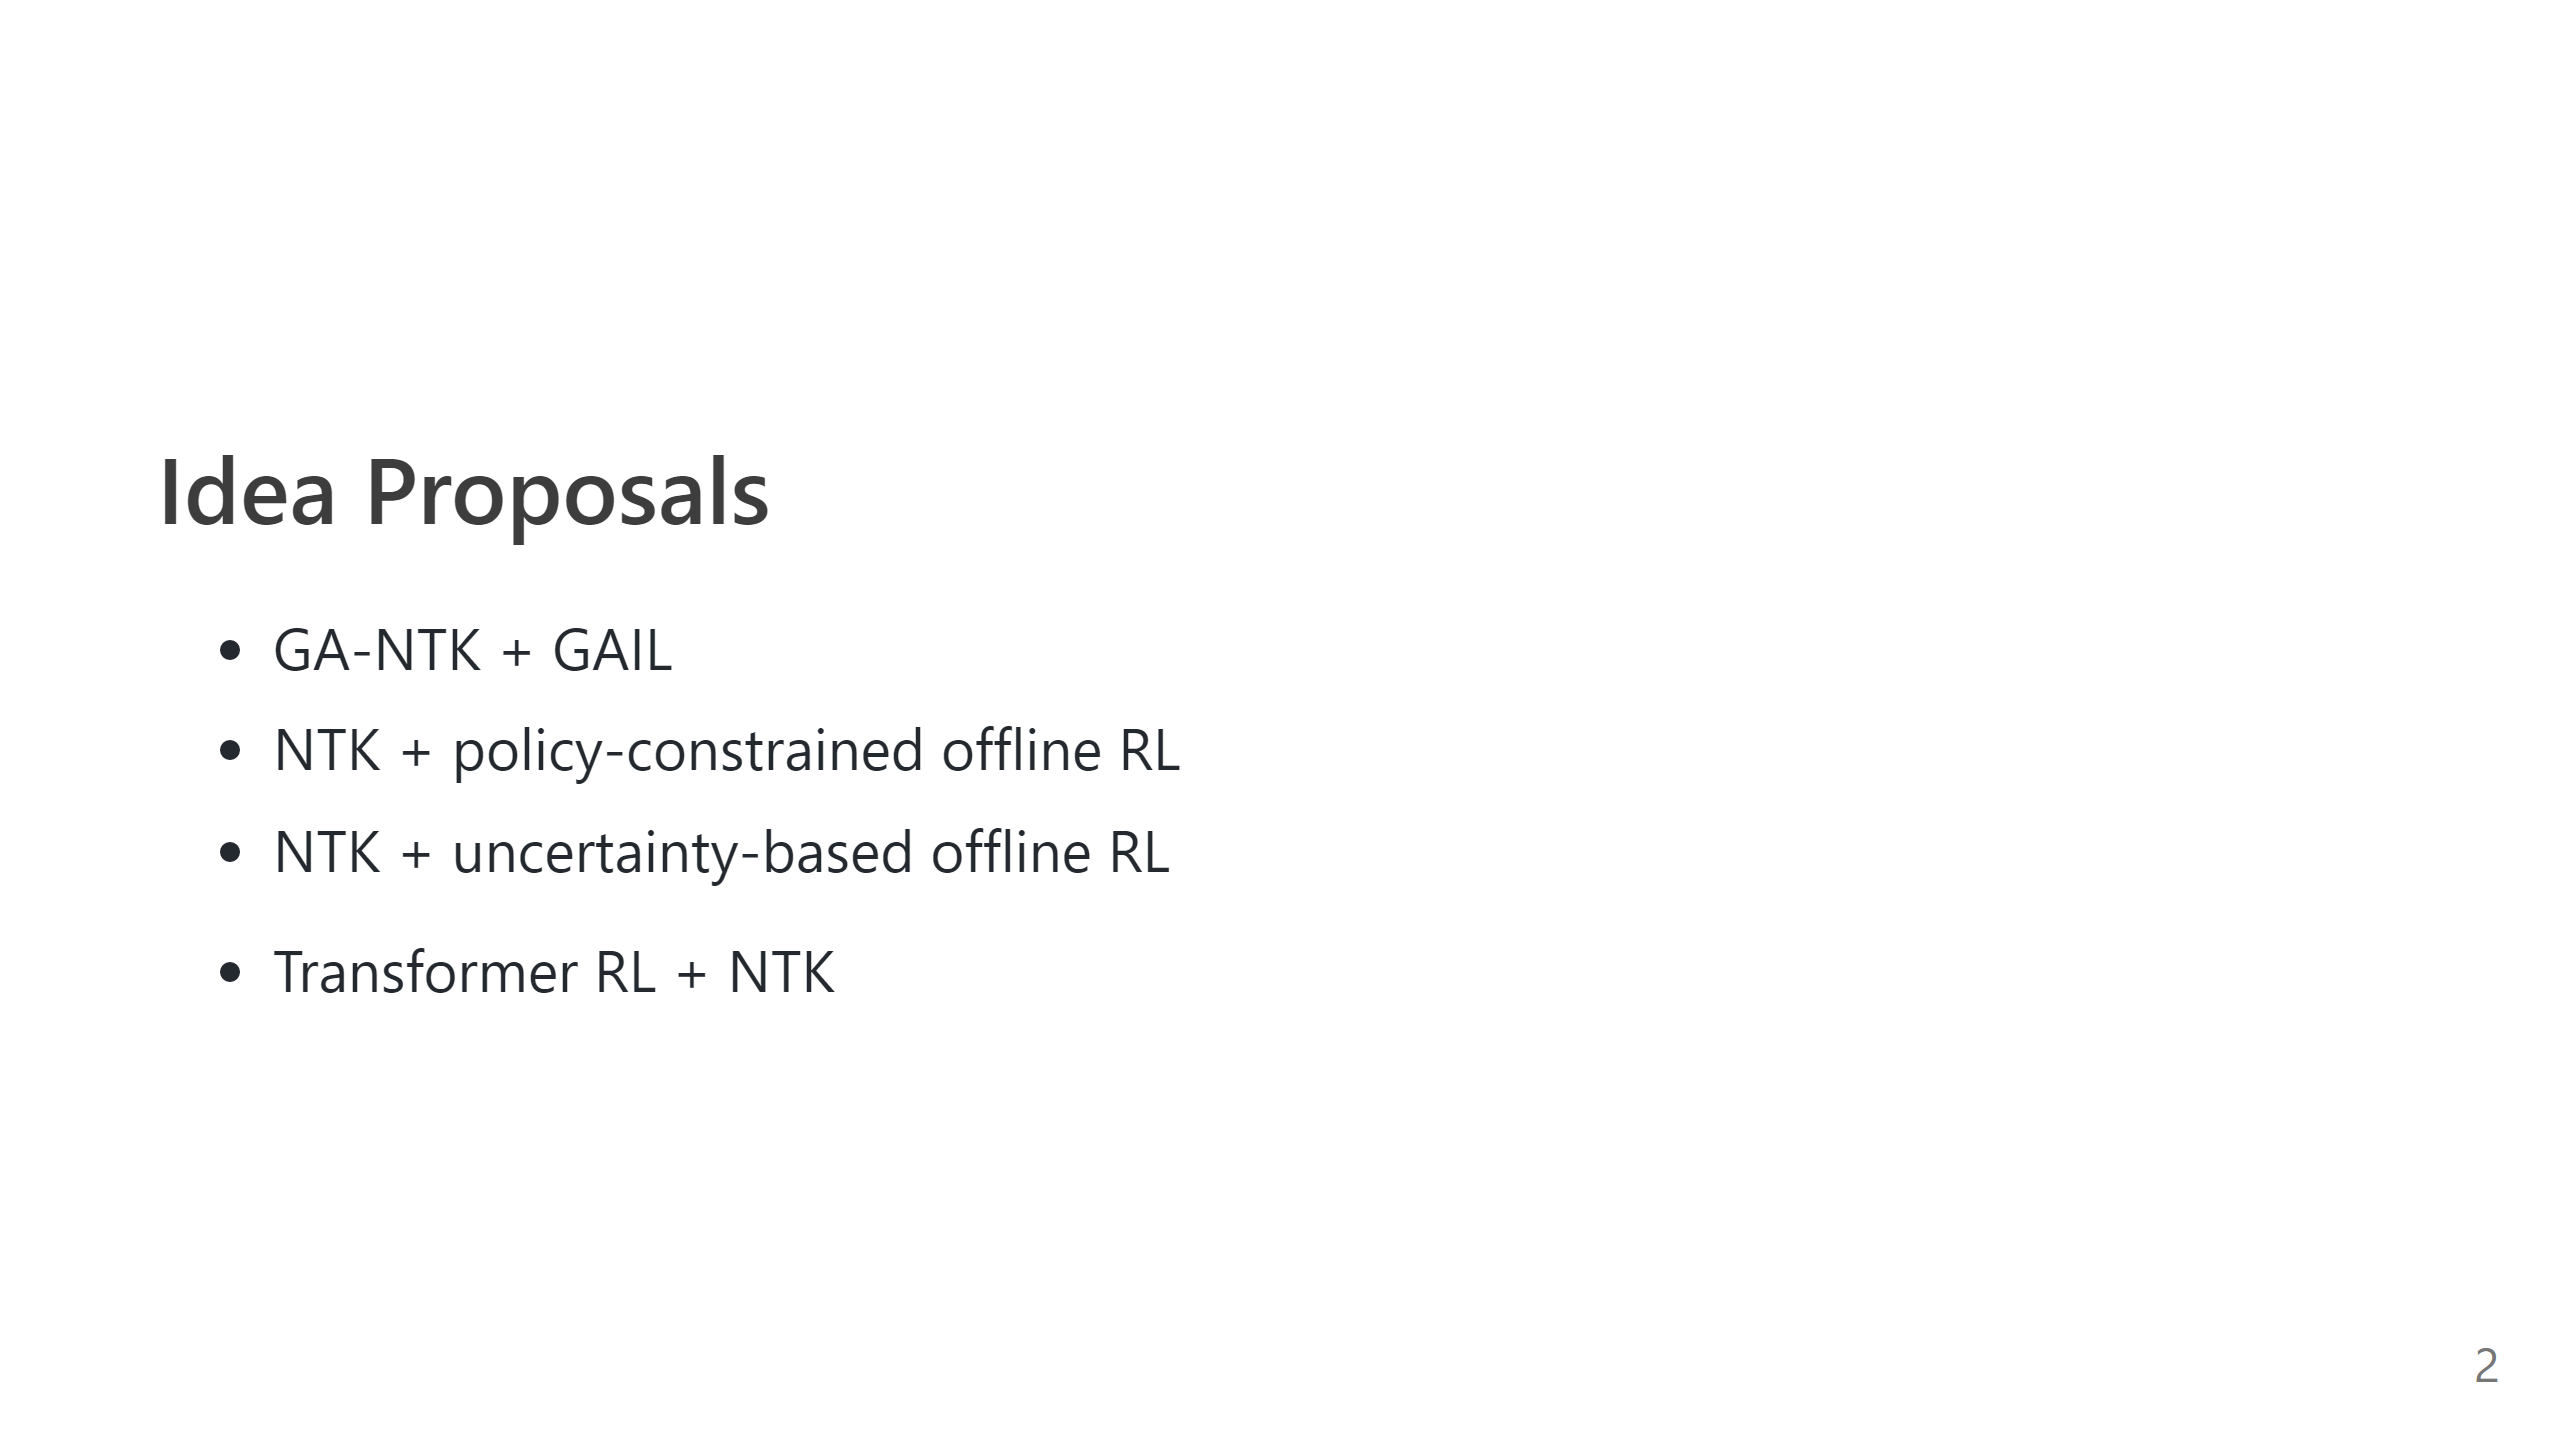 Idea Proposals
GA-NTK + GAIL
NTK + policy-constrained offline RL
NTK + uncertainty-based offline RL
Transformer RL + NTK
2